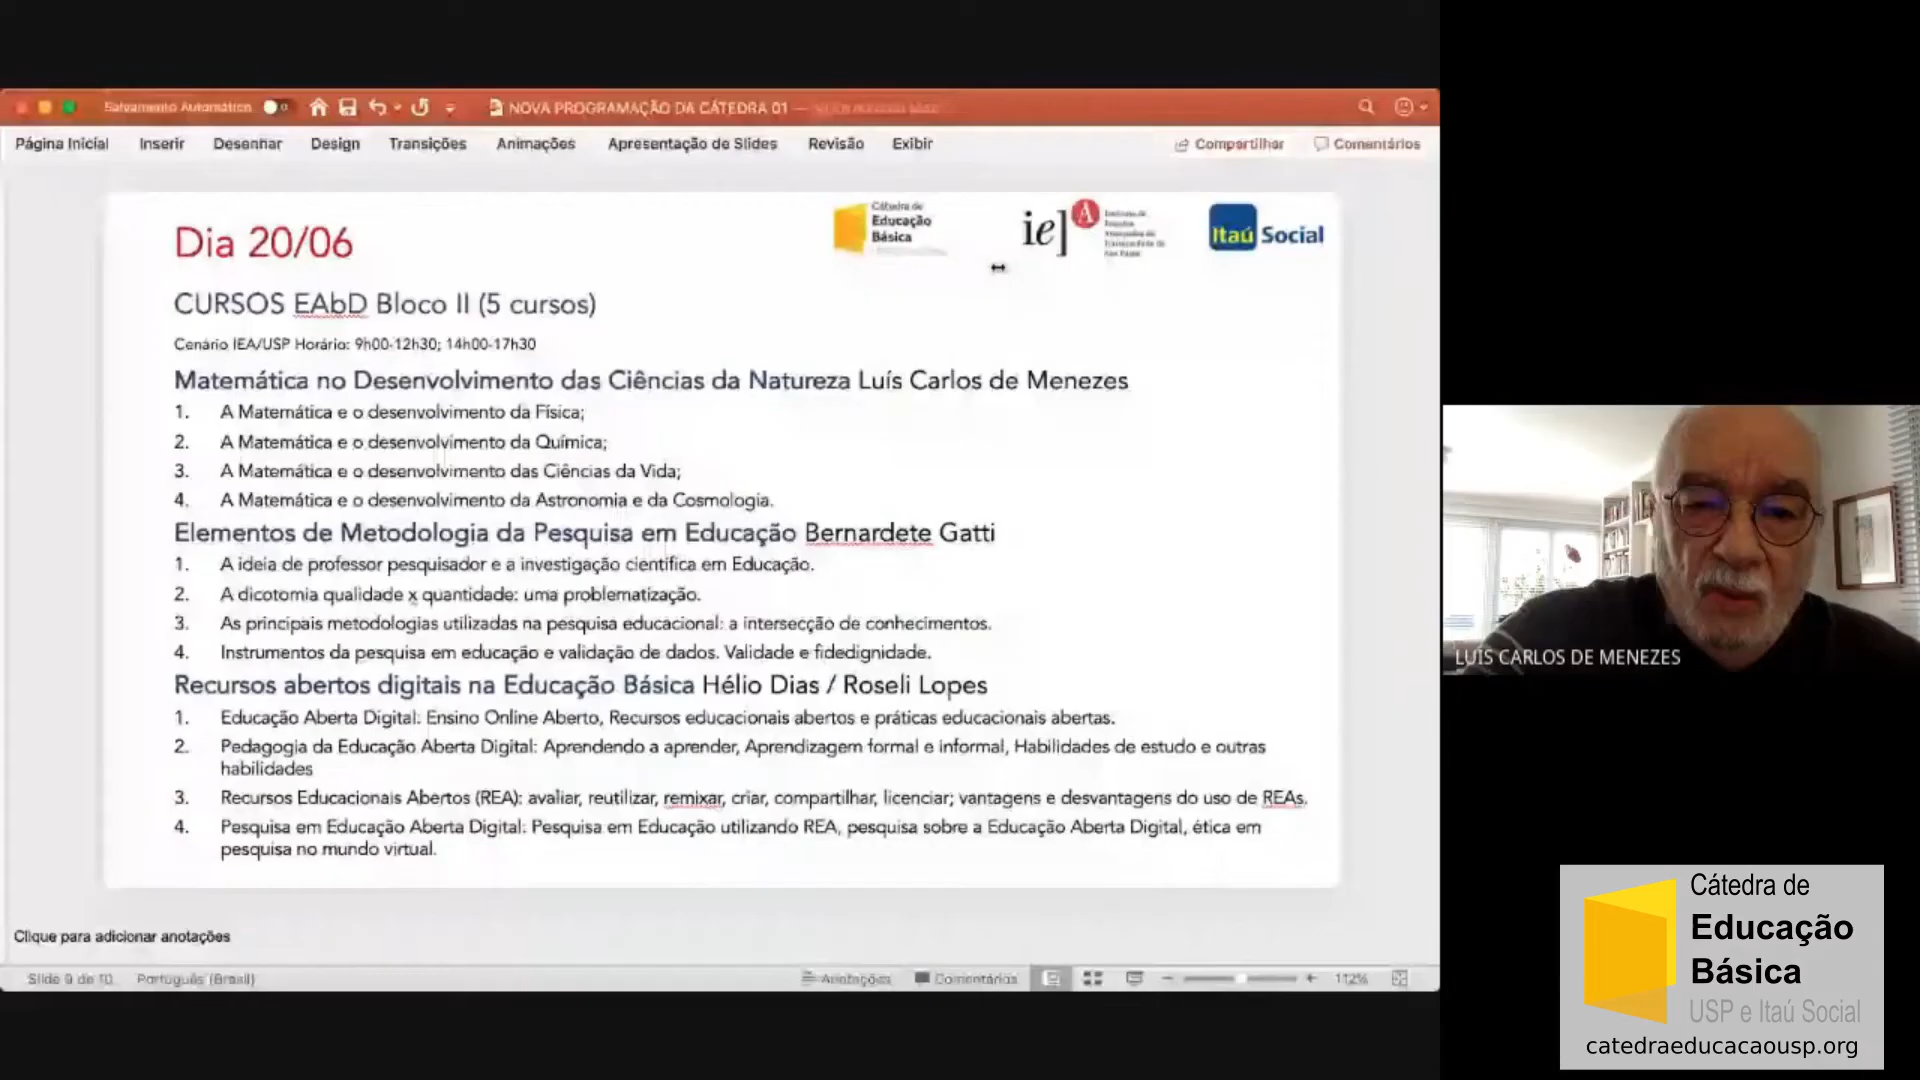 Salvamento Automático
NOVA PROGRAMAÇÃO DA CÁTEDRA 01 —
Página Inicial Inserir Desenhar Design Transições Animações Apresentação de Slides Revisão Exibir Compartilhar Comentários
Dia 20/06
Cátedra de
Educação
Básica
ie] A
Itaú Social
CURSOS EAbD Bloco II (5 cursos)
Cenário IEA/USP Horário: 9h00-12h30; 14h00-17h30
Matemática no Desenvolvimento das Ciências da Natureza Luís Carlos de Menezes
1. A Matemática e o desenvolvimento da Física;
2. A Matemática e o desenvolvimento da Química;
3. A Matemática e o desenvolvimento das Ciências da Vida;
4. A Matemática e o desenvolvimento da Astronomia e da Cosmologia.
Elementos de Metodologia da Pesquisa em Educação Bernardete Gatti
1. A ideia de professor pesquisador e a investigação científica em Educação.
2. A dicotomia qualidade x quantidade: uma problematização.
3. As principais metodologias utilizadas na pesquisa educacional: a intersecção de conhecimentos.
4. Instrumentos da pesquisa em educação e validação de dados. Validade e fidedignidade.
Recursos abertos digitais na Educação Básica Hélio Dias / Roseli Lopes
1. Educação Aberta Digital: Ensino Online Aberto, Recursos educacionais abertos e práticas educacionais abertas.
2. Pedagogia da Educação Aberta Digital: Aprendendo a aprender, Aprendizagem formal e informal, Habilidades de estudo e outras
habilidades
3. Recursos Educacionais Abertos (REA): avaliar, reutilizar, remixar, criar, compartilhar, licenciar; vantagens e desvantagens do uso de REAs.
4. Pesquisa em Educação Aberta Digital: Pesquisa em Educação utilizando REA, pesquisa sobre a Educação Aberta Digital, ética em
pesquisa no mundo virtual.
Clique para adicionar anotações
Slide 9 de 10 Português (Brasil) Anotações Comentários 112%
LUÍS CARLOS DE MENEZES
Cátedra de
Educação
Básica
USP e Itaú Social
catedraeducacaousp.org